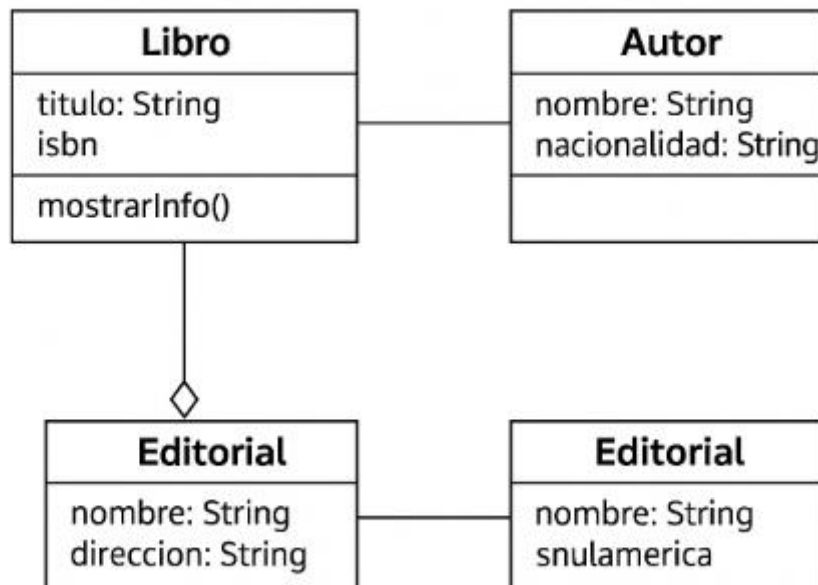 Libro
titulo: String
isbn
mostrarInfo()
Autor
nombre: String
nacionalidad: String
Editorial
nombre: String
direccion: String
Editorial
nombre: String
snulamerica